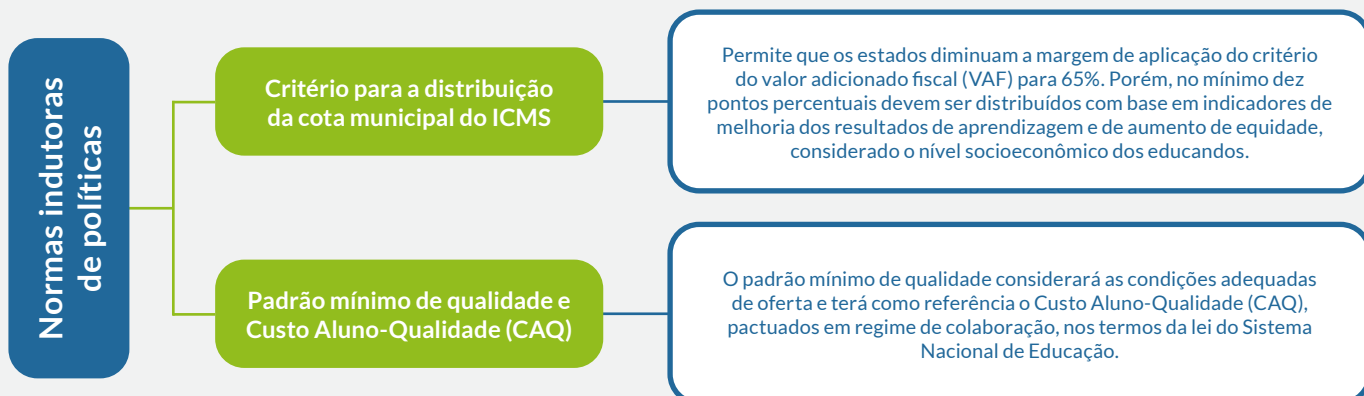 Normas indutoras
de políticas
Critério para a distribuição
da cota municipal do ICMS
Permite que os estados diminuam a margem de aplicação do critério
do valor adicionado fiscal (VAF) para 65%. Porém, no mínimo dez
pontos percentuais devem ser distribuídos com base em indicadores de
melhoria dos resultados de aprendizagem e de aumento de equidade,
considerado o nível socioeconômico dos educandos.
Padrão mínimo de qualidade e
Custo Aluno-Qualidade (CAQ)
O padrão mínimo de qualidade considerará as condições adequadas
de oferta e terá como referência o Custo Aluno-Qualidade (CAQ),
pactuados em regime de colaboração, nos termos da lei do Sistema
Nacional de Educação.